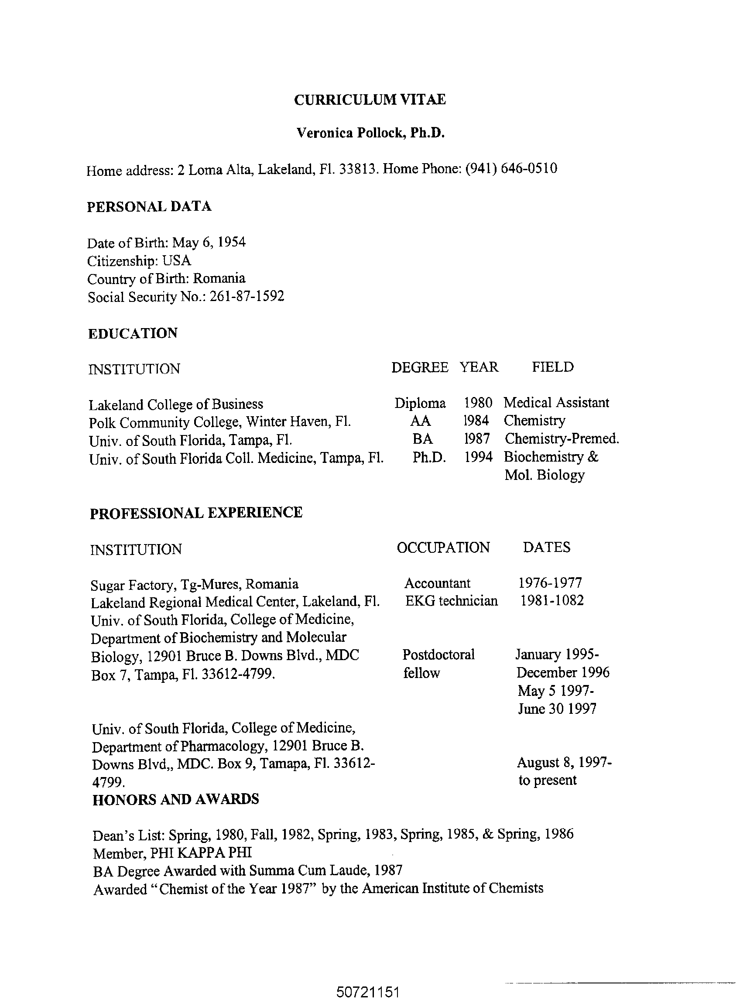 CURRICULUM VITAE
Veronica Pollock, Ph.D.
Home address: 2 Loma Alta, Lakeland, Fl. 33813. Home Phone: (941) 646-0510
PERSONAL DATA
Date of Birth: May 6, 1954
Citizenship: USA
Country of Birth: Romania
Social Security No.: 261-87-1592
EDUCATION
INSTITUTION DEGREE YEAR FIELD
Lakeland College of Business Diploma 1980 Medical Assistant
Polk Community College, Winter Haven, Fl. AA 1984 Chemistry
Univ. of South Florida, Tampa, Fl. BA 1987 Chemistry-Premed.
Univ. of South Florida Coll. Medicine, Tampa, Fl. Ph.D. 1994 Biochemistry &
Mol. Biology
PROFESSIONAL EXPERIENCE
INSTITUTION OCCUPATION DATES
Sugar Factory, Tg-Mures, Romania Accountant 1976-1977
Lakeland Regional Medical Center, Lakeland, Fl. EKG technician 1981-1082
Univ. of South Florida, College of Medicine,
Department of Biochemistry and Molecular
Biology, 12901 Bruce B. Downs Blvd., MDC Postdoctoral January 1995-
Box 7, Tampa, Fl. 33612-4799. fellow December 1996
May 5 1997-
June 30 1997
Univ. of South Florida, College of Medicine,
Department of Pharmacology, 12901 Bruce B.
Downs Blvd,, MDC. Box 9, Tamapa, Fl. 33612- August 8, 1997-
4799. to present
HONORS AND AWARDS
Dean's List: Spring, 1980, Fall, 1982, Spring, 1983, Spring, 1985, & Spring, 1986
Member, PHI KAPPA PHI
BA Degree Awarded with Summa Cum Laude, 1987
Awarded "Chemist of the Year 1987" by the American Institute of Chemists
50721151